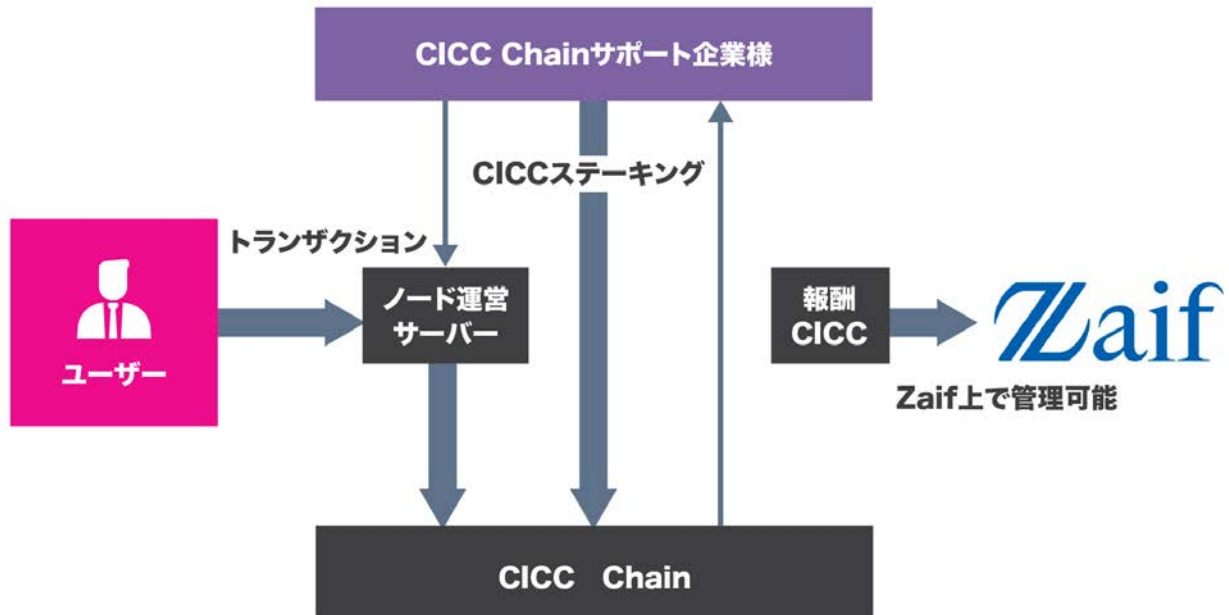 CICC Chainサポート企業様
CICCステーキング
トランザクション
ユーザー
ノード運営
サーバー
報酬
CICC
Zaif
Zaif上で管理可能
CICC Chain